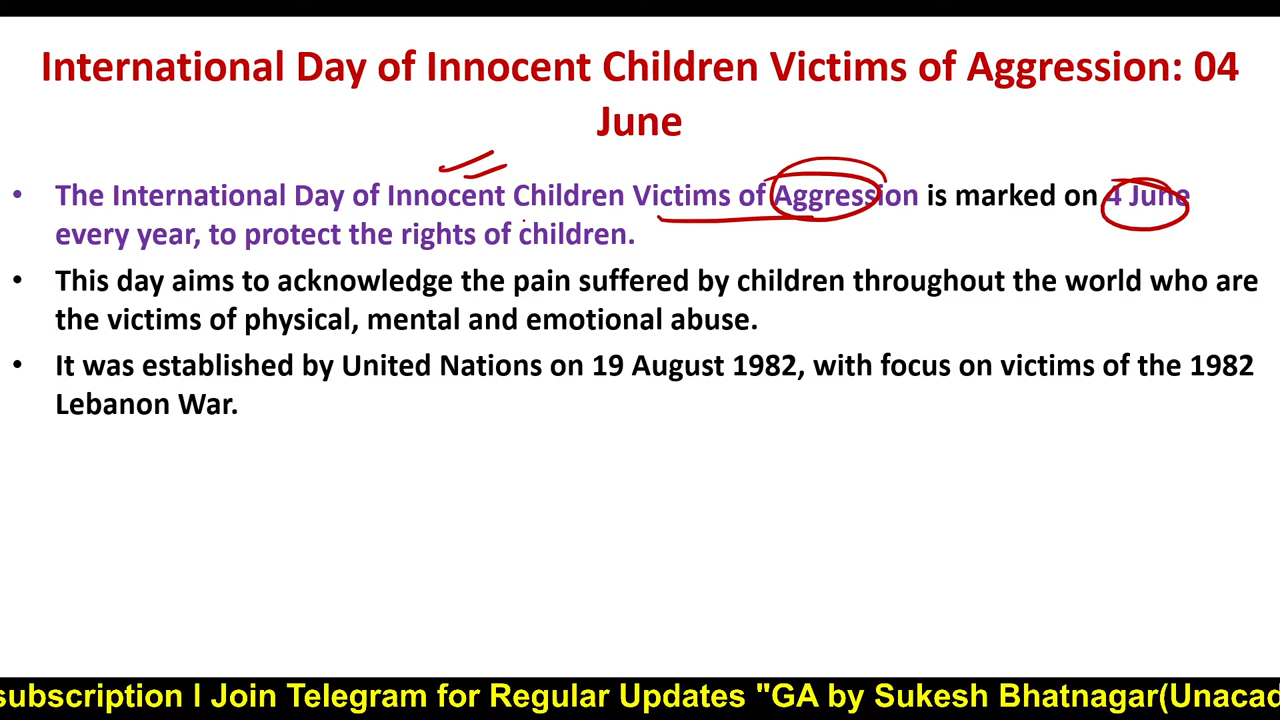 International Day of Innocent Children Victims of Aggression: 04
June
• The International Day of Innocent Children Victims of Aggression is marked on 4 June
every year, to protect the rights of children.
• This day aims to acknowledge the pain suffered by children throughout the world who are
the victims of physical, mental and emotional abuse.
• It was established by United Nations on 19 August 1982, with focus on victims of the 1982
Lebanon War.
subscription I Join Telegram for Regular Updates "GA by Sukesh Bhatnagar(Unacad